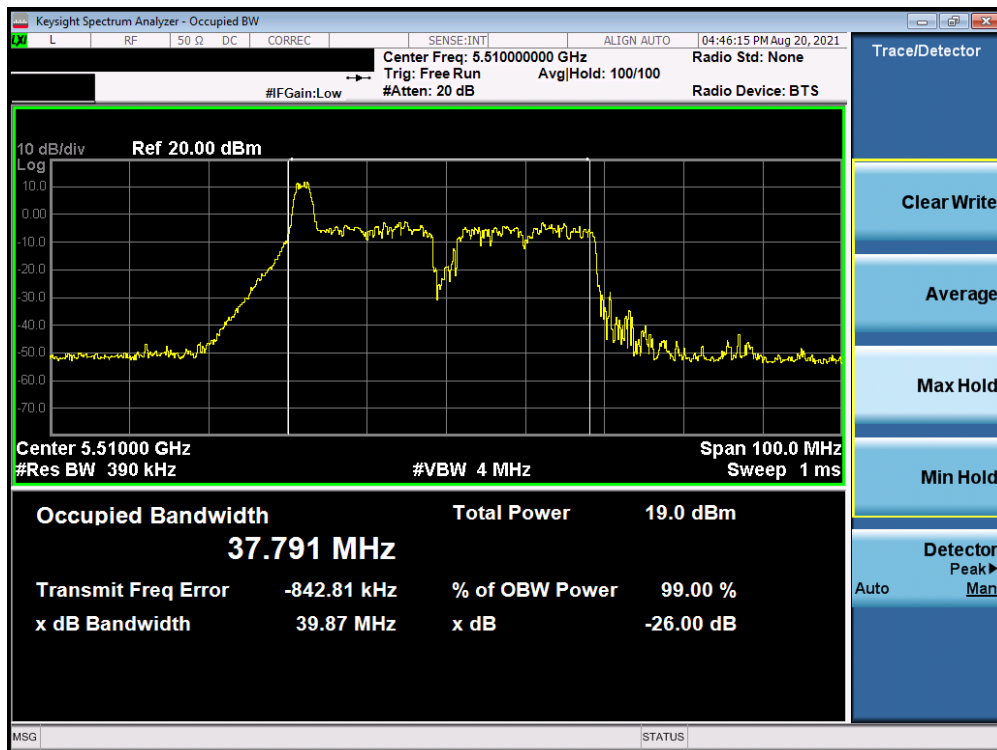 Keysight Spectrum Analyzer - Occupied BW
LXI L RF 50 Ω DC CORREC SENSE:INT ALIGN AUTO 04:46:15 PM Aug 20, 2021
Center Freq: 5.510000000 GHz Radio Std: None
Trig: Free Run Avg|Hold: 100/100
#IFGain:Low #Atten: 20 dB Radio Device: BTS
10 dB/div Ref 20.00 dBm
Log
10.0
0.00
-10.0
-20.0
-30.0
-40.0
-50.0
-60.0
-70.0
Center 5.51000 GHz Span 100.0 MHz
#Res BW 390 kHz #VBW 4 MHz Sweep 1 ms
Occupied Bandwidth Total Power 19.0 dBm
37.791 MHz
Transmit Freq Error -842.81 kHz % of OBW Power 99.00 %
x dB Bandwidth 39.87 MHz x dB -26.00 dB
MSG STATUS
Trace/Detector
Clear Write
Average
Max Hold
Min Hold
Detector
Peak▶
Auto Man